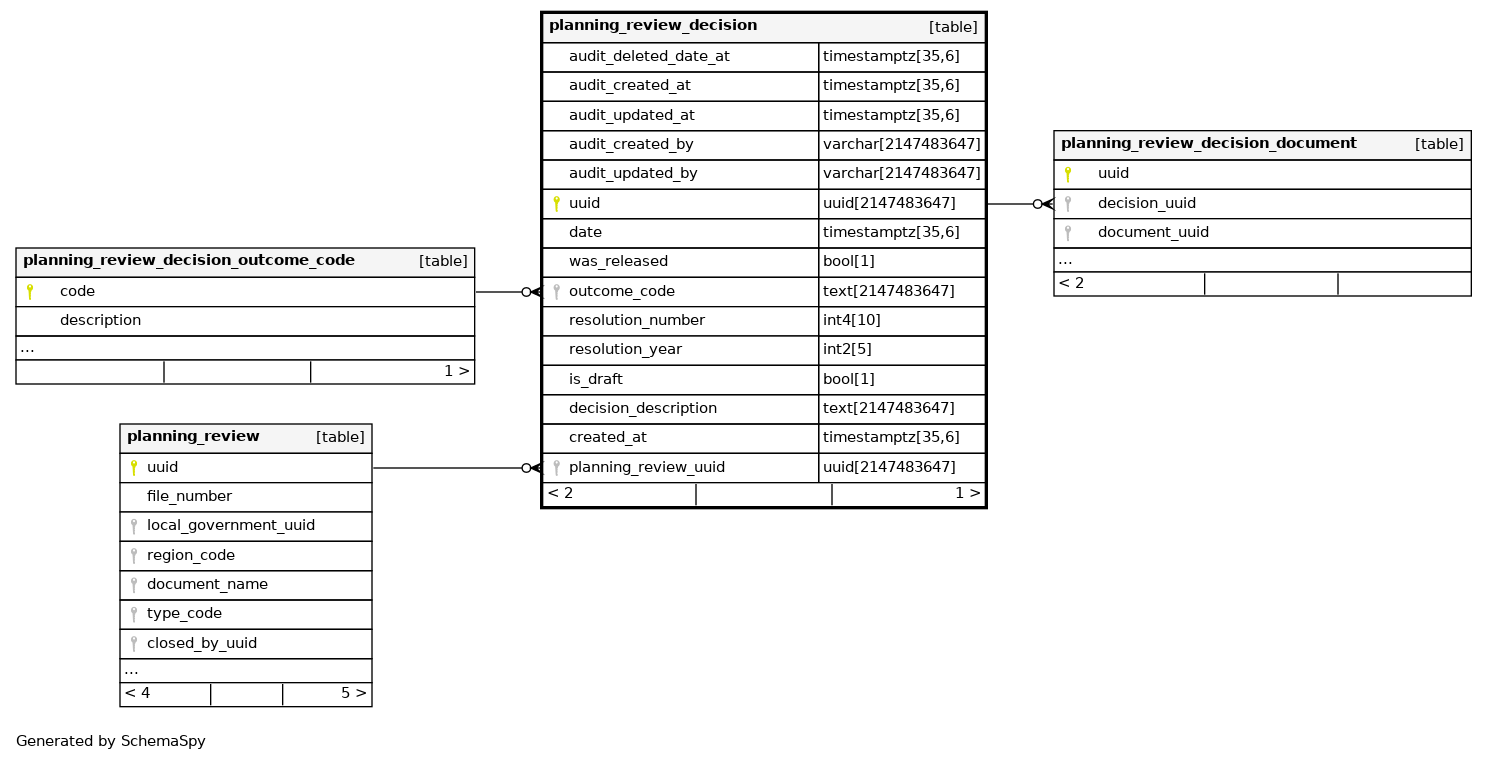 planning_review_decision [table]
audit_deleted_date_at timestamptz[35,6]
audit_created_at timestamptz[35,6]
audit_updated_at timestamptz[35,6]
audit_created_by varchar[2147483647]
audit_updated_by varchar[2147483647]
uuid uuid[2147483647]
date timestamptz[35,6]
was_released bool[1]
outcome_code text[2147483647]
resolution_number int4[10]
resolution_year int2[5]
is_draft bool[1]
decision_description text[2147483647]
created_at timestamptz[35,6]
planning_review_uuid uuid[2147483647]
< 2 1 >
planning_review_decision_document [table]
uuid
decision_uuid
document_uuid
...
< 2
planning_review_decision_outcome_code [table]
code
description
...
1 >
planning_review [table]
uuid
file_number
local_government_uuid
region_code
document_name
type_code
closed_by_uuid
...
< 4 5 >
Generated by SchemaSpy